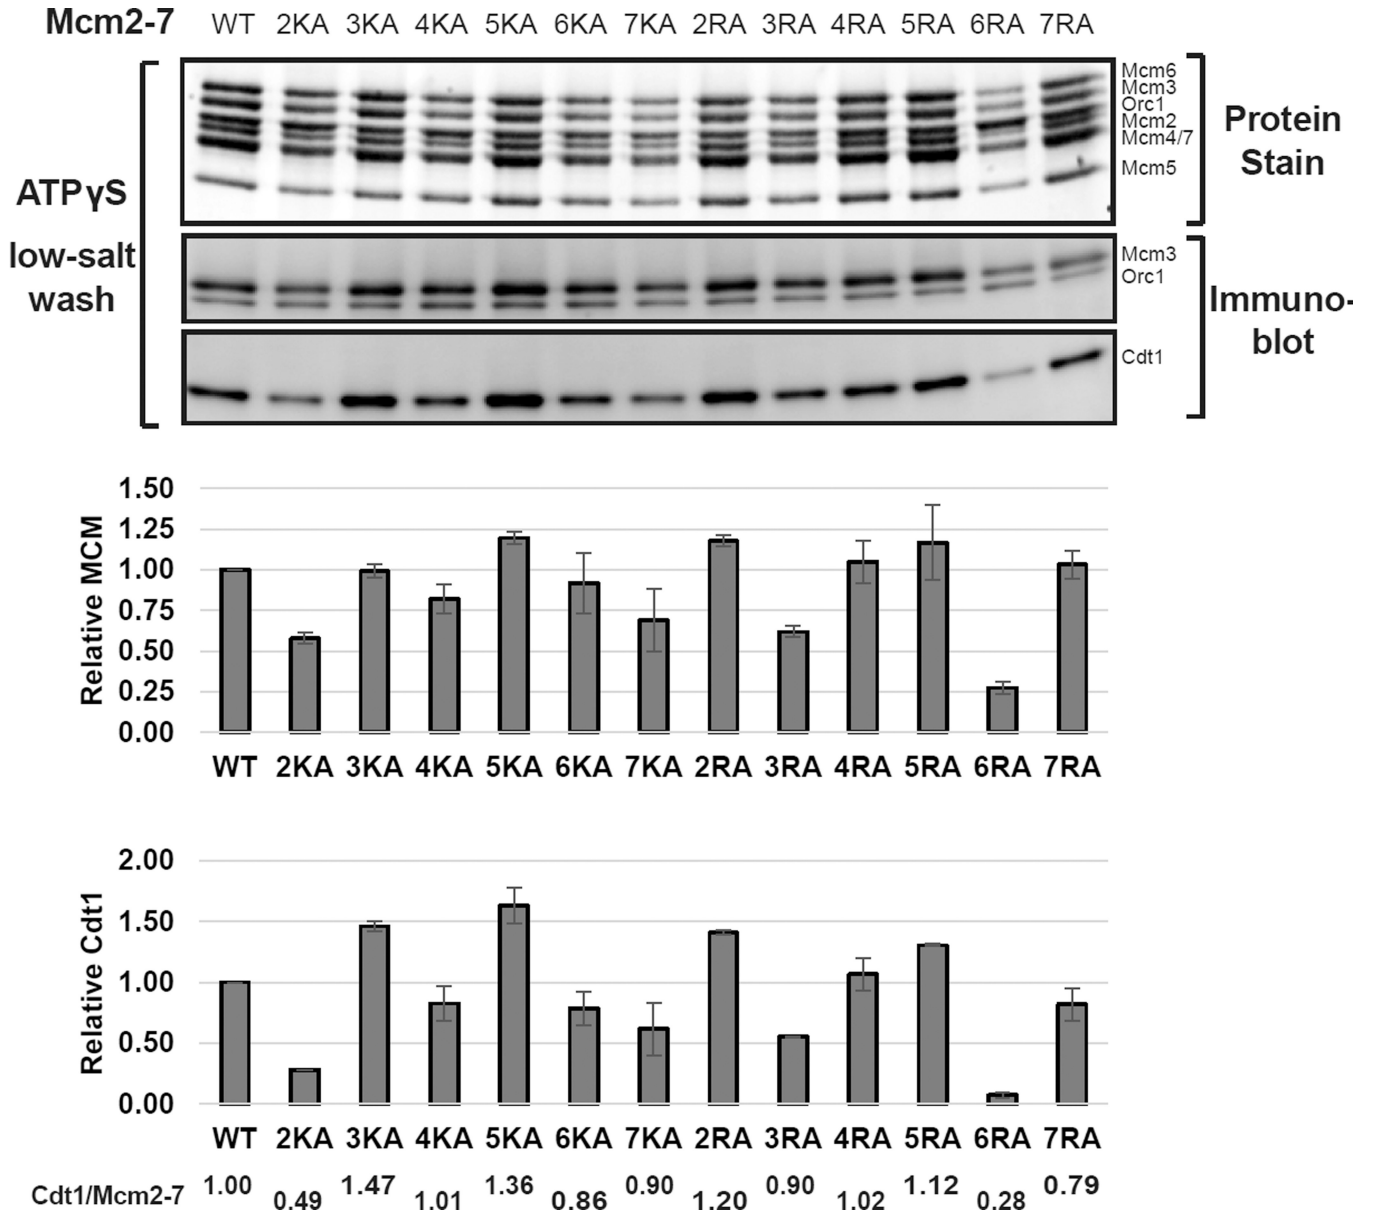 Mcm2-7 WT 2KA 3KA 4KA 5KA 6KA 7KA 2RA 3RA 4RA 5RA 6RA 7RA
ATPγS
low-salt
wash
Mcm6
Mcm3
Orc1
Mcm2
Mcm4/7
Mcm5
Protein
Stain
Mcm3
Orc1
Cdt1
Immuno-
blot
Relative MCM
1.50
1.25
1.00
0.75
0.50
0.25
0.00
WT 2KA 3KA 4KA 5KA 6KA 7KA 2RA 3RA 4RA 5RA 6RA 7RA
Relative Cdt1
2.00
1.50
1.00
0.50
0.00
WT 2KA 3KA 4KA 5KA 6KA 7KA 2RA 3RA 4RA 5RA 6RA 7RA
Cdt1/Mcm2-7 1.00 0.49 1.47 1.01 1.36 0.86 0.90 1.20 0.90 1.02 1.12 0.28 0.79